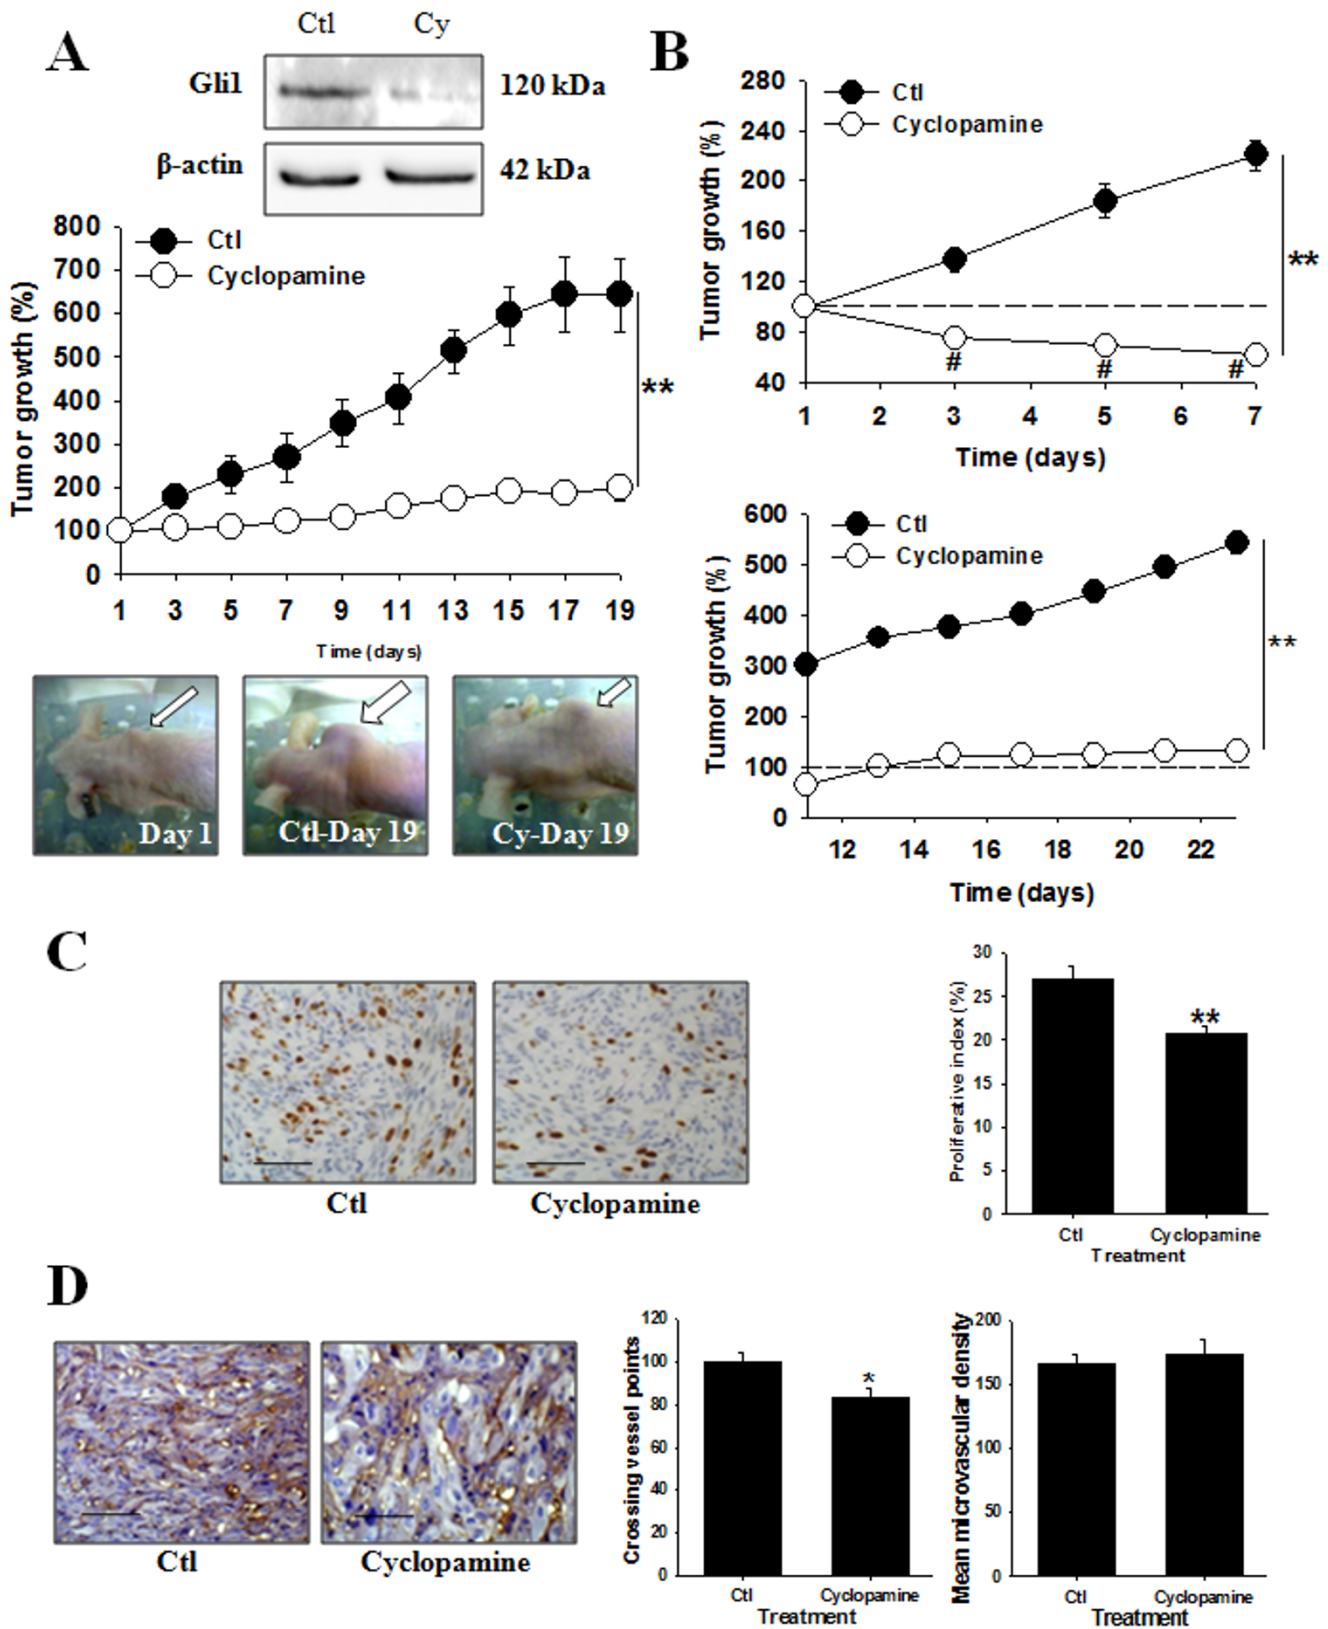 A
Ctl Cy
Gli1 120 kDa
β-actin 42 kDa
800
700
600
500
400
300
200
100
0
Tumor growth (%)
Ctl
Cyclopamine
**
1 3 5 7 9 11 13 15 17 19
Time (days)
Day 1
Ctl-Day 19
Cy-Day 19
B
280
240
200
160
120
80
40
Tumor growth (%)
Ctl
Cyclopamine
**
# # #
1 2 3 4 5 6 7
Time (days)
600
500
400
300
200
100
0
Tumor growth (%)
Ctl
Cyclopamine
**
12 14 16 18 20 22
Time (days)
C
Ctl
Cyclopamine
30
25
20
15
10
5
0
Proliferative index (%)
**
Ctl Cyclopamine
Treatment
D
Ctl
Cyclopamine
120
100
80
60
40
20
0
Crossing vessel points
*
Ctl Cyclopamine
Treatment
200
150
100
50
0
Mean microvascular density
Ctl Cyclopamine
Treatment